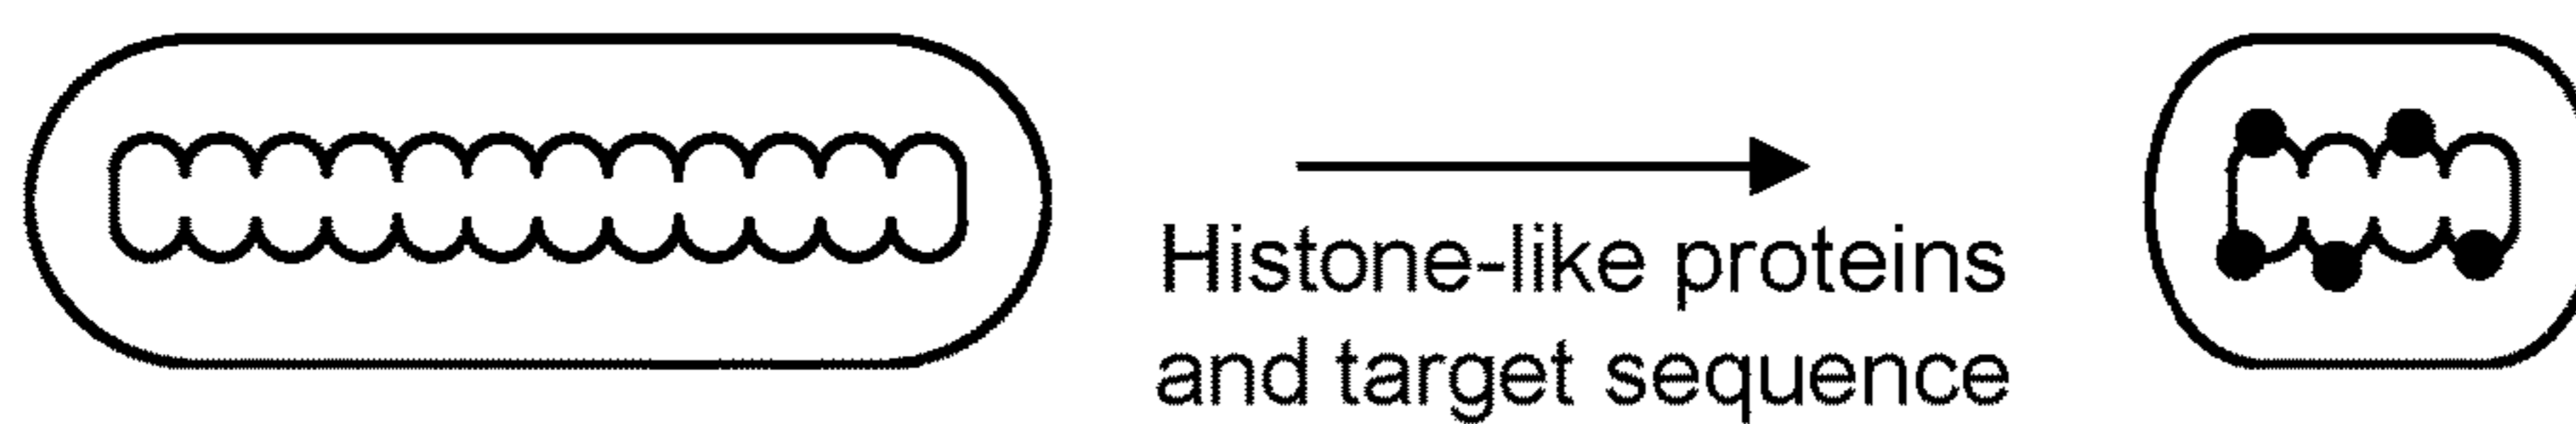 Histone-like proteins
and target sequence